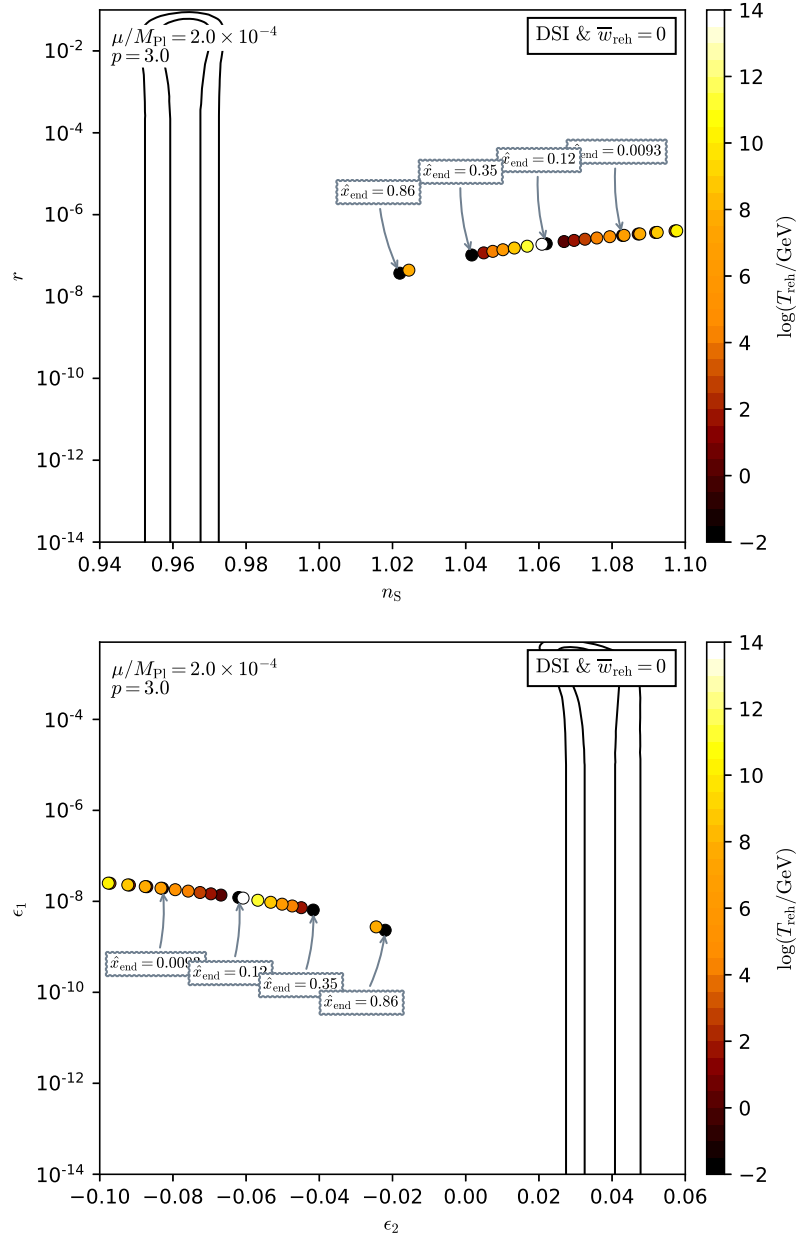 μ/M_Pl = 2.0 × 10^−4
p = 3.0
DSI & w̅_reh = 0
x̂_end = 0.86
x̂_end = 0.35
x̂_end = 0.12
x̂_end = 0.0093
10^−2
10^−4
10^−6
10^−8
10^−10
10^−12
10^−14
r
0.94 0.96 0.98 1.00 1.02 1.04 1.06 1.08 1.10
n_S
14
12
10
8
6
4
2
0
−2
log(T_reh/GeV)
μ/M_Pl = 2.0 × 10^−4
p = 3.0
DSI & w̅_reh = 0
x̂_end = 0.0093
x̂_end = 0.12
x̂_end = 0.35
x̂_end = 0.86
10^−4
10^−6
10^−8
10^−10
10^−12
10^−14
ϵ_1
−0.10 −0.08 −0.06 −0.04 −0.02 0.00 0.02 0.04 0.06
ϵ_2
14
12
10
8
6
4
2
0
−2
log(T_reh/GeV)